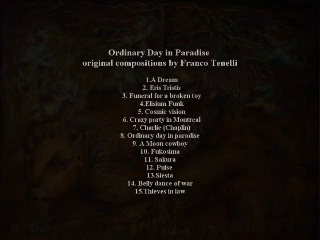 Ordinary Day in Paradise
original compositions by Franco Tenelli
1.A Dream
2. Eris Tristis
3. Funeral for a broken toy
4.Elisium Funk
5. Cosmic vision
6. Crazy party in Montreal
7. Charlie (Chaplin)
8. Ordinary day in paradise
9. A Moon cowboy
10. Fukosima
11. Sakura
12. Pulse
13.Siesta
14. Belly dance of war
15.Thieves in law